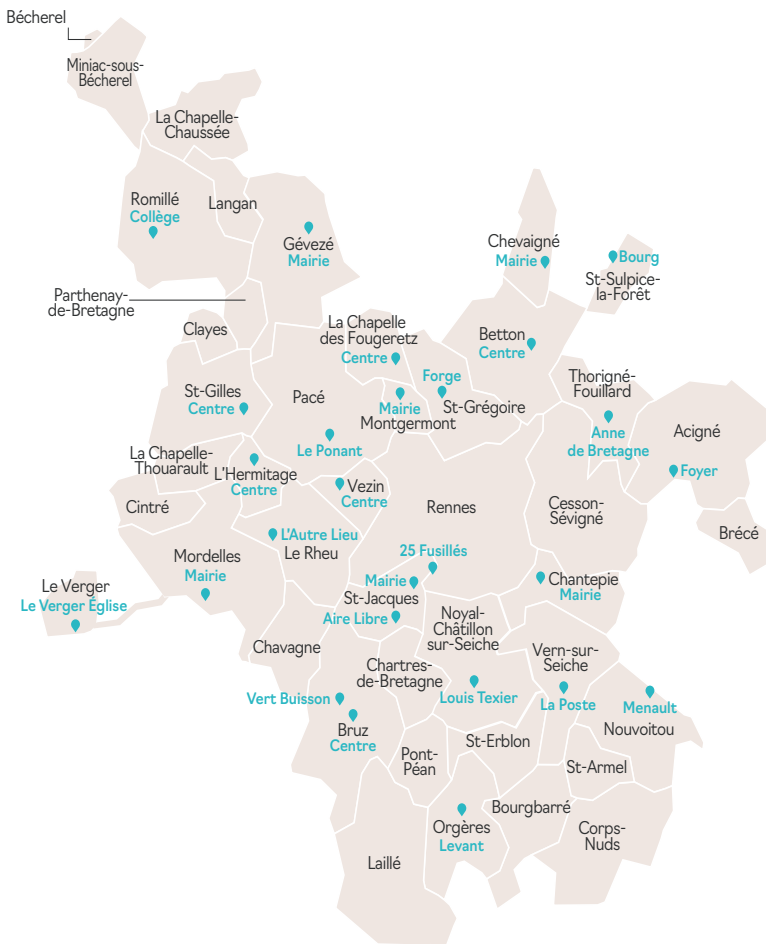 Bécherel
Miniac-sous-
Bécherel
La Chapelle-
Chaussée
Romillé
Collège
Langan
Gévezé
Mairie
Chevaigné
Mairie
Bourg
St-Sulpice-
la-Forêt
Parthenay-
de-Bretagne
Clayes
La Chapelle
des Fougeretz
Centre
Betton
Centre
Forge
St-Grégoire
Thorigné-
Fouillard
Anne
de Bretagne
St-Gilles
Centre
Pacé
Le Ponant
Mairie
Montgermont
Acigné
Foyer
La Chapelle-
Thouarault
L'Hermitage
Centre
Vezin
Centre
Rennes
Cesson-
Sévigné
Cintré
Brécé
L'Autre Lieu
Le Rheu
25 Fusillés
Mordelles
Mairie
Mairie
St-Jacques
Aire Libre
Chantepie
Mairie
Le Verger
Le Verger Église
Noyal-
Châtillon
sur-Seiche
Chavagne
Vern-sur-
Seiche
Chartres-
de-Bretagne
Louis Texier
La Poste
Menault
Nouvoitou
Vert Buisson
Bruz
Centre
Pont-
Péan
St-Erblon
St-Armel
Bourgbarré
Orgères
Levant
Corps-
Nuds
Laillé